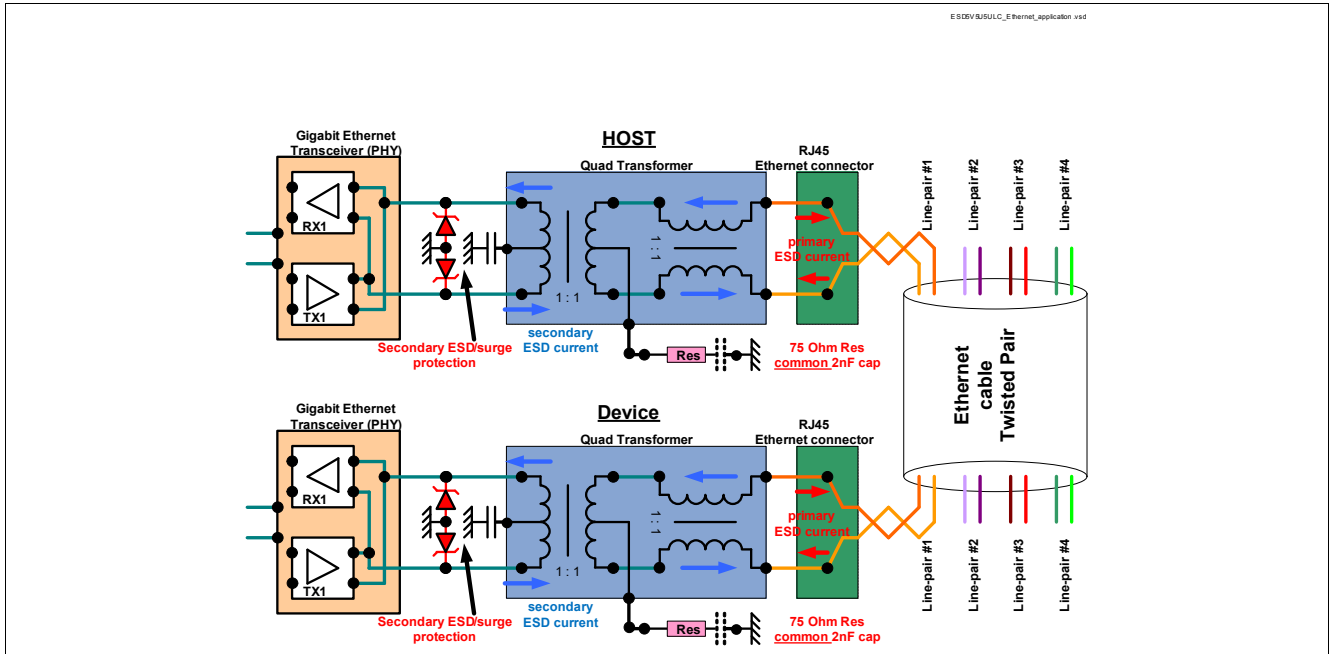 ESD5V5U5ULC_Ethernet_application .vsd
HOST
Gigabit Ethernet
Transceiver (PHY)
Quad Transformer
RJ45
Ethernet connector
Line-pair #1
Line-pair #2
Line-pair #3
Line-pair #4
RX1
TX1
1 : 1
1 : 1
primary
ESD current
Secondary ESD/surge
protection
secondary
ESD current
Res
75 Ohm Res
common 2nF cap
Ethernet
cable
Twisted Pair
Device
Gigabit Ethernet
Transceiver (PHY)
Quad Transformer
RJ45
Ethernet connector
RX1
TX1
1 : 1
1 : 1
primary
ESD current
Secondary ESD/surge
protection
secondary
ESD current
Res
75 Ohm Res
common 2nF cap
Line-pair #1
Line-pair #2
Line-pair #3
Line-pair #4